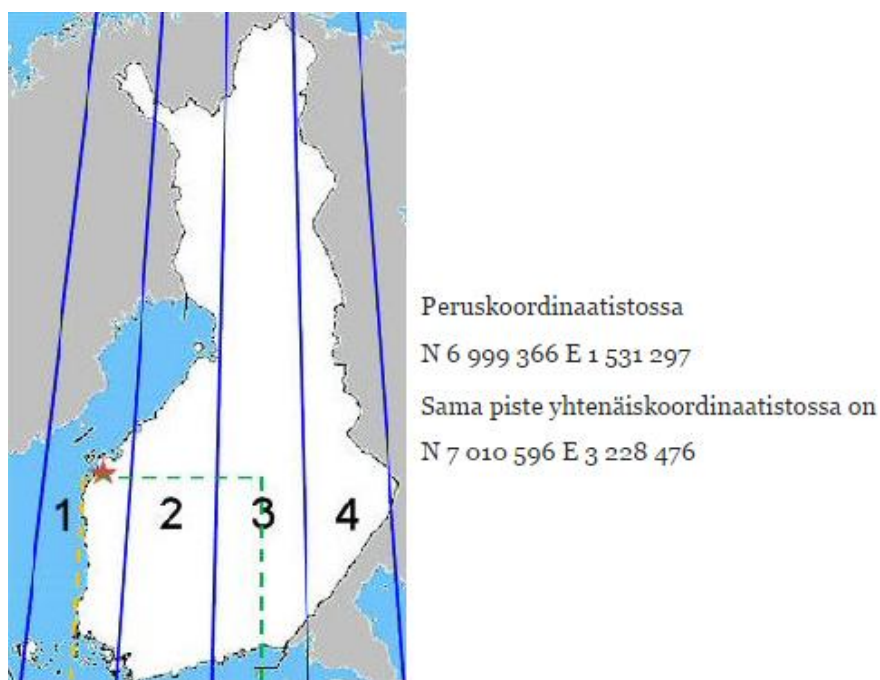 1 2 3 4
Peruskoordinaatistossa
N 6 999 366 E 1 531 297
Sama piste yhtenäiskoordinaatistossa on
N 7 010 596 E 3 228 476